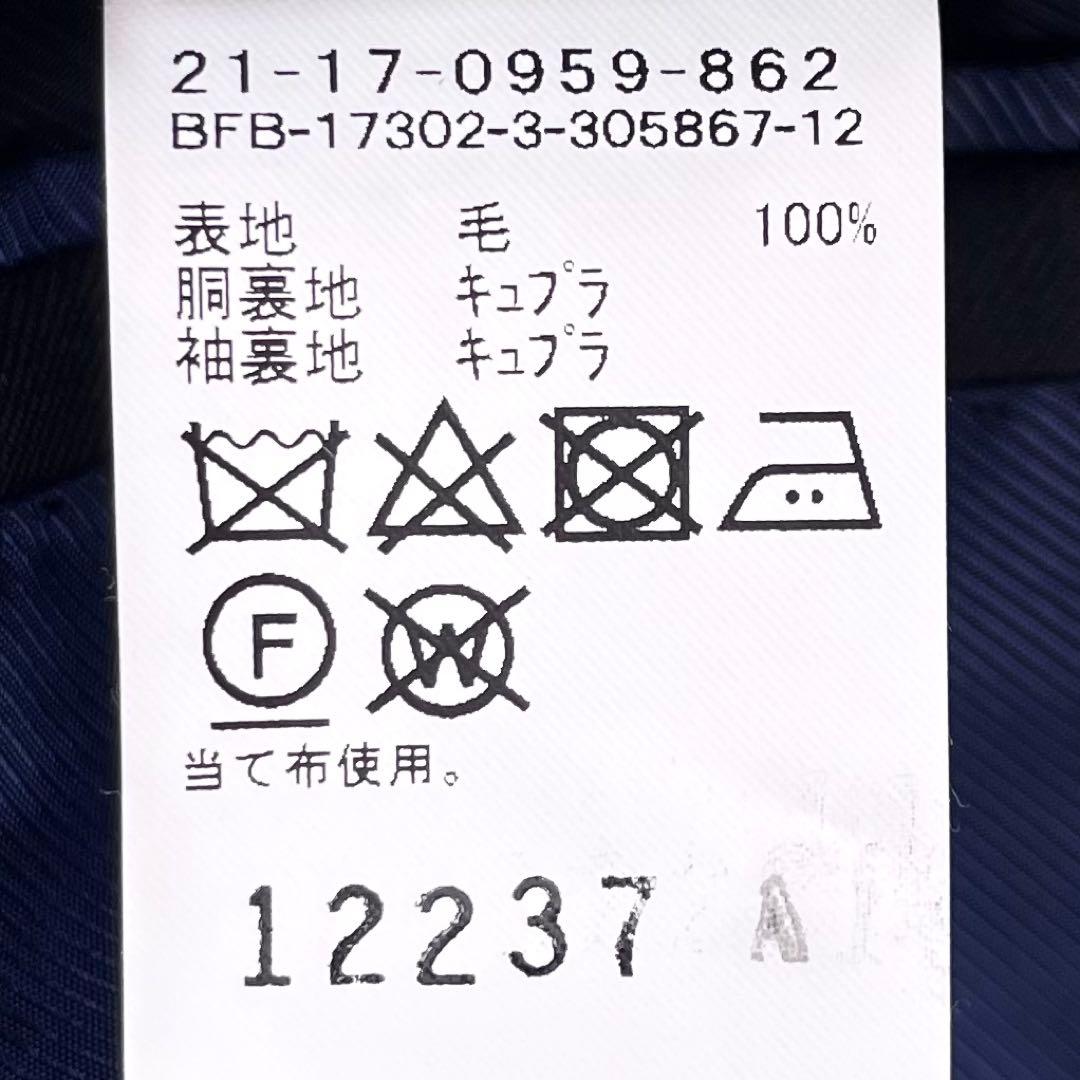 21-17-0959-862
BFB-17302-3-305867-12
表地 毛 100%
胴裏地 キュプラ
袖裏地 キュプラ
F W
当て布使用。
12237 A